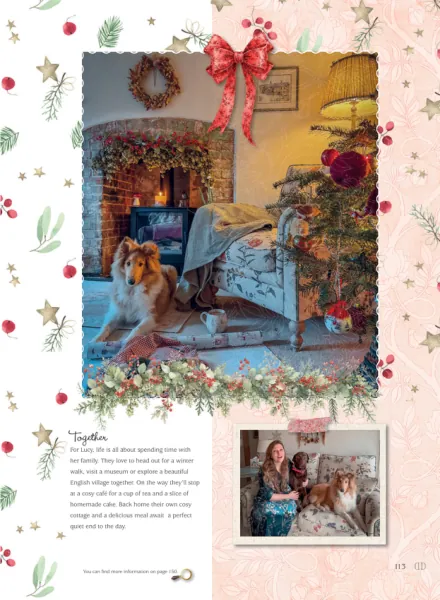 Together
For Lucy, life is all about spending time with
her family. They love to head out for a winter
walk, visit a museum or explore a beautiful
English village together. On the way they'll stop
at a cosy café for a cup of tea and a slice of
homemade cake. Back home their own cosy
cottage and a delicious meal await a perfect
quiet end to the day.
You can find more information on page 150
113